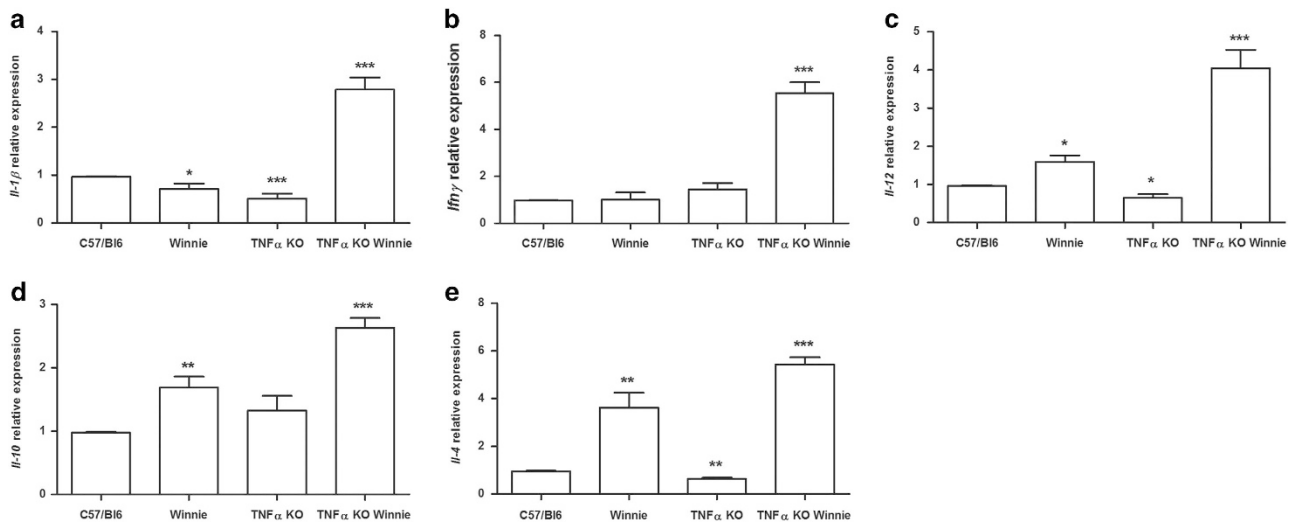 a
Il-1β relative expression
4
3
2
1
0
*
***
***
C57/Bl6 Winnie TNFα KO TNFα KO Winnie
b
Ifnγ relative expression
8
6
4
2
0
***
C57/Bl6 Winnie TNFα KO TNFα KO Winnie
c
Il-12 relative expression
5
4
3
2
1
0
*
*
***
C57/Bl6 Winnie TNFα KO TNFα KO Winnie
d
Il-10 relative expression
3
2
1
0
**
***
C57/Bl6 Winnie TNFα KO TNFα KO Winnie
e
Il-4 relative expression
8
6
4
2
0
**
**
***
C57/Bl6 Winnie TNFα KO TNFα KO Winnie